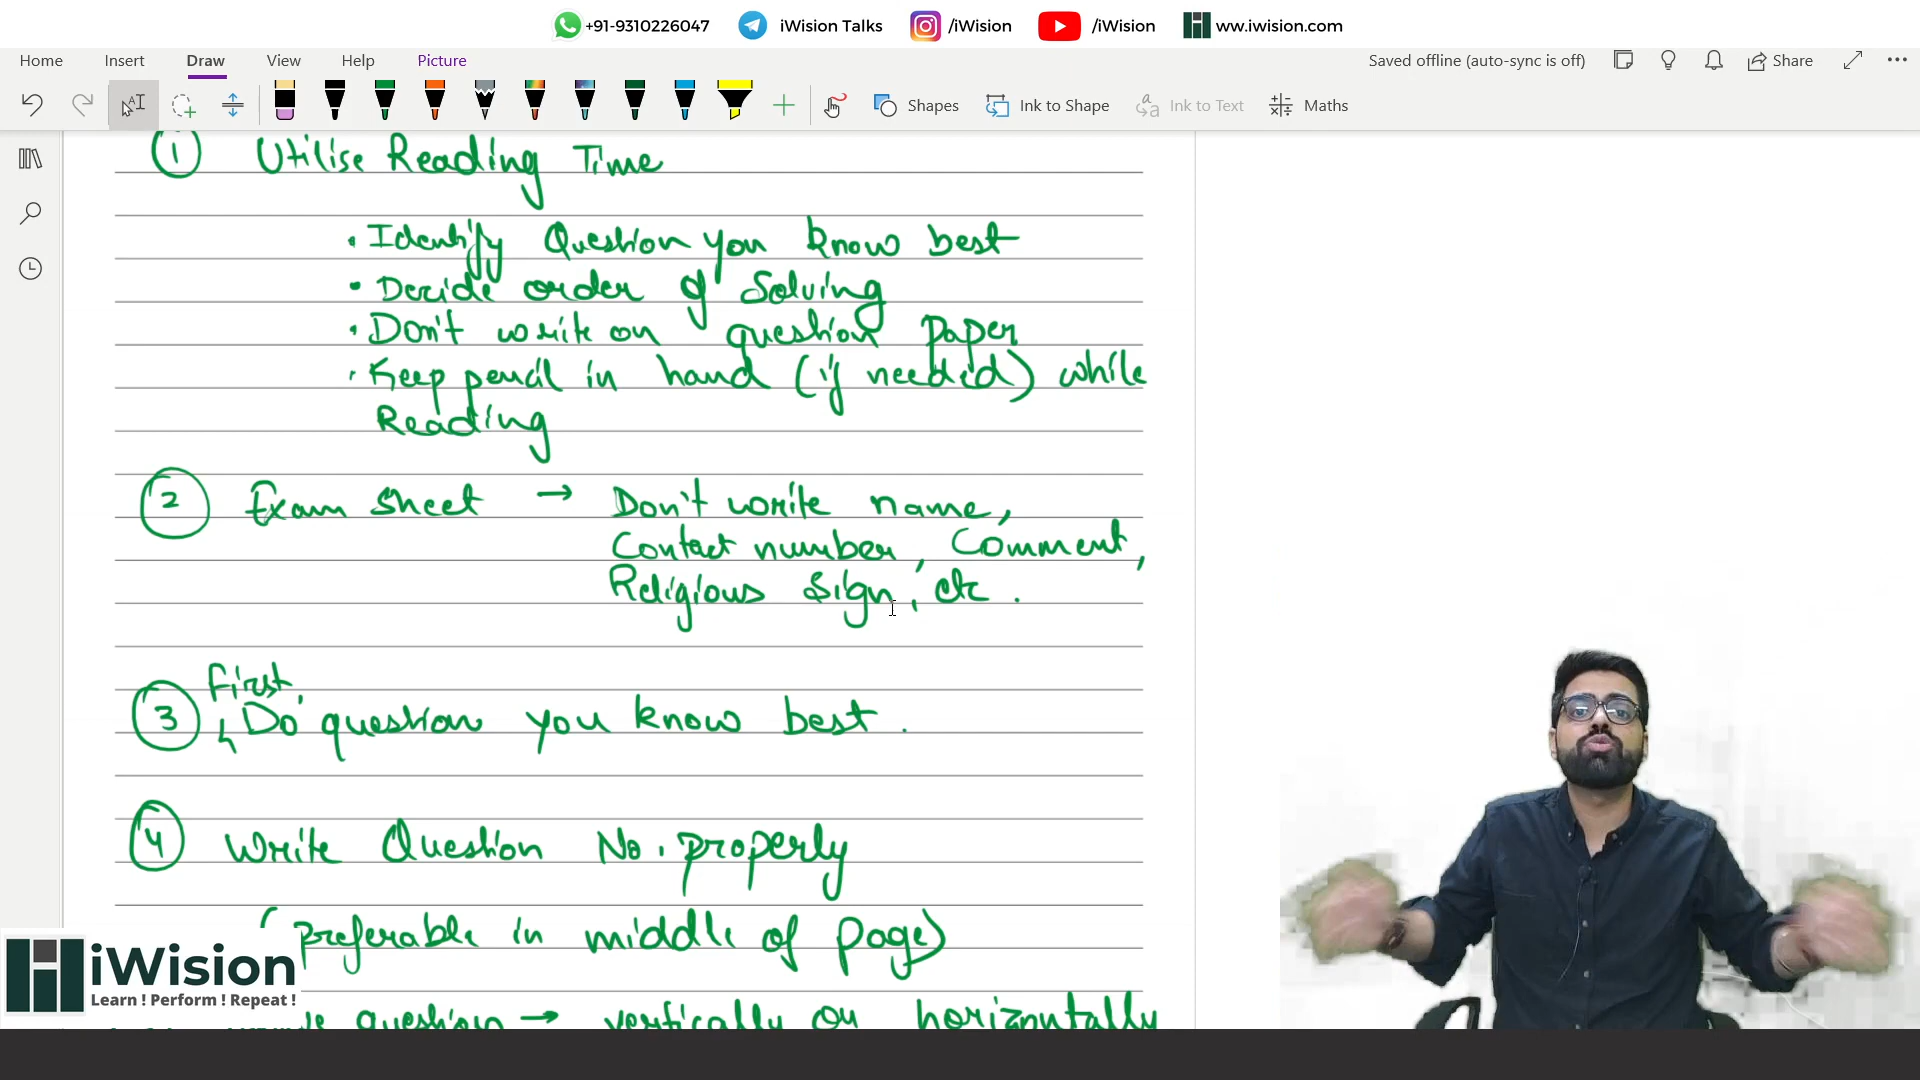 +91-9310226047 iWision Talks /iWision /iWision ww.iwision.com
Home Insert Draw View Help Picture Saved offline (auto-sync is off) Share
Shapes Ink to Shape Ink to Text Maths
1 Utilise Reading Time
• Identify Question you know best
• Decide order of Solving
• Don't write on question paper
• Keep pencil in hand (if needed) while
Reading
2 Exam Sheet → Don't write name,
Contact number, Comment,
Religious Sign, etc.
First
3 Do question you know best.
4 Write Question No. properly
(preferable in middle of page)
question → vertically or horizontally
iWision
Learn ! Perform ! Repeat !